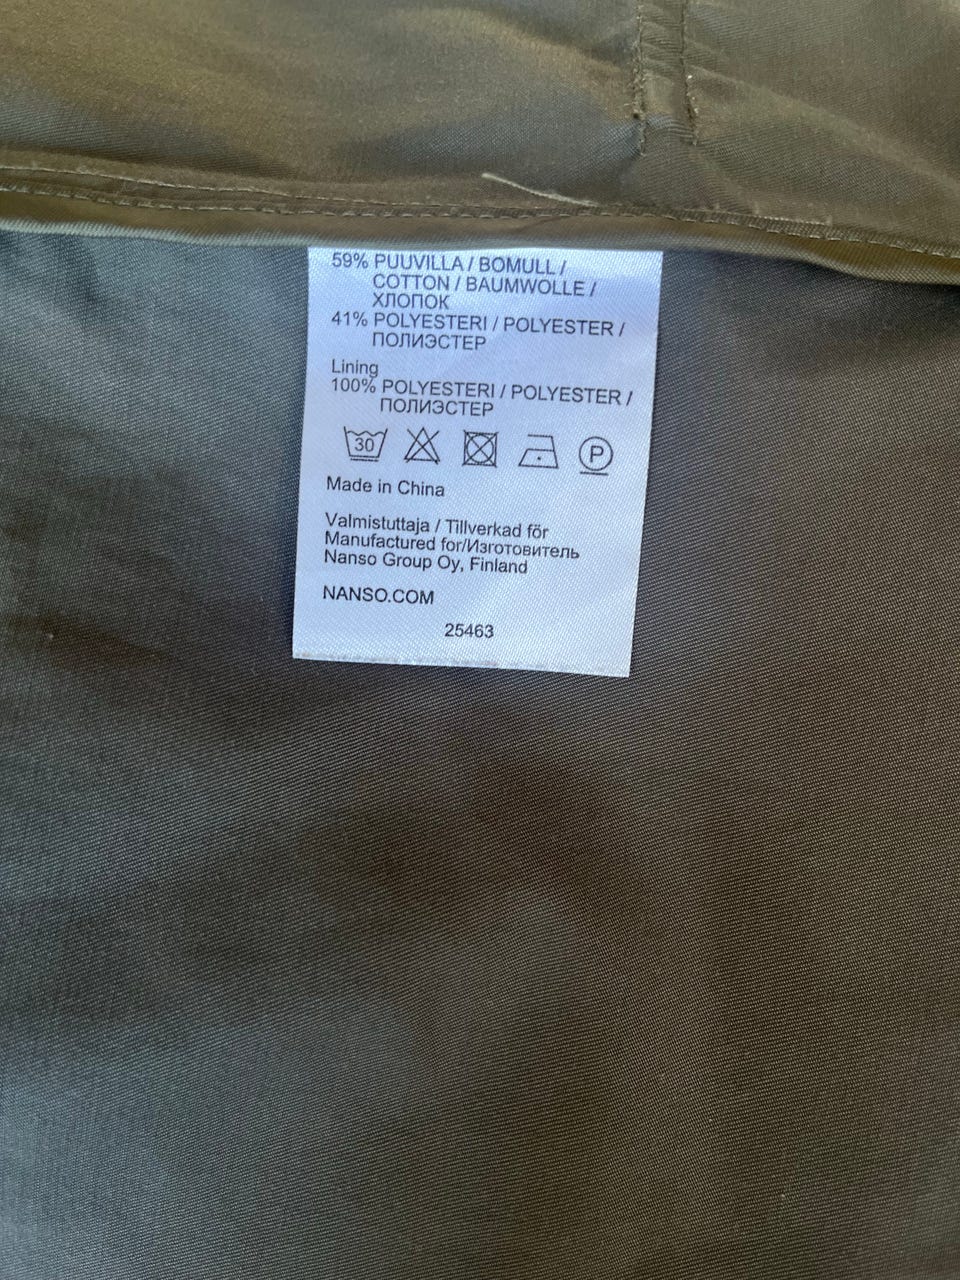 59% PUUVILLA / BOMULL /
COTTON / BAUMWOLLE /
ХЛОПОК
41% POLYESTERI / POLYESTER /
ПОЛИЭСТЕР
Lining
100% POLYESTERI / POLYESTER /
ПОЛИЭСТЕР
30 P
Made in China
Valmistuttaja / Tillverkad för
Manufactured for/Изготовитель
Nanso Group Oy, Finland
NANSO.COM
25463